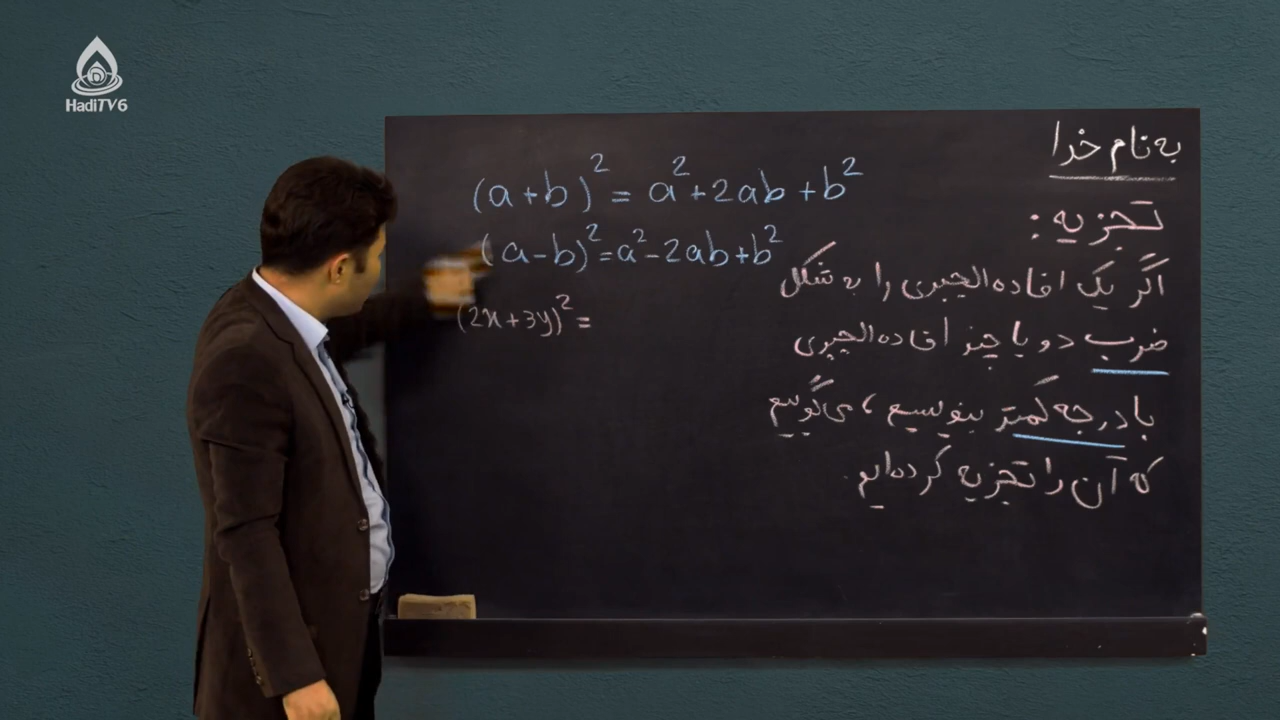 HadiTV6
به نام خدا
تجزیه:
اگر یک افاده الجبری را به شکل
ضرب دو یا چند افاده الجبری
با درجه کمتر بنویسیم، می‌گوییم
که آن را تجزیه کرده‌ایم.
(a+b)² = a²+2ab+b²
(a-b)²=a²-2ab+b²
(2x+3y)²=